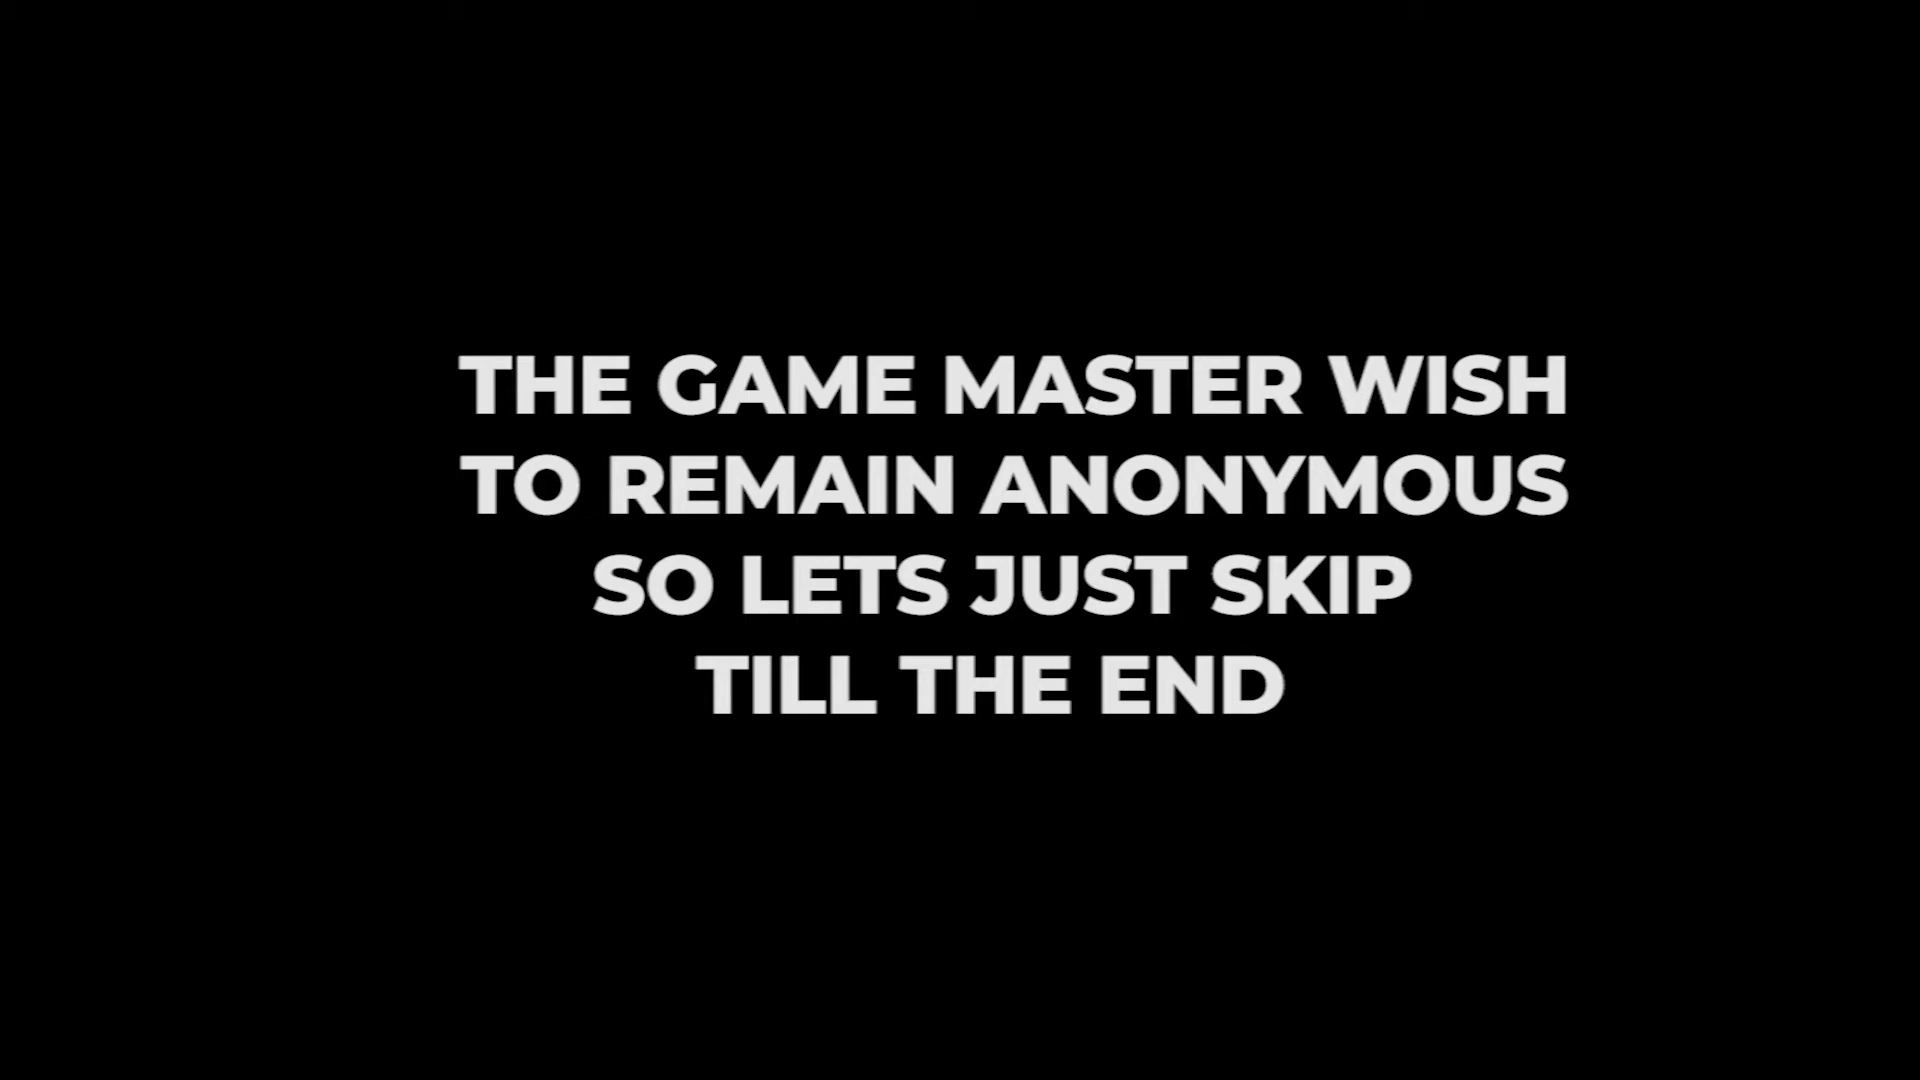 THE GAME MASTER WISH
TO REMAIN ANONYMOUS
SO LETS JUST SKIP
TILL THE END